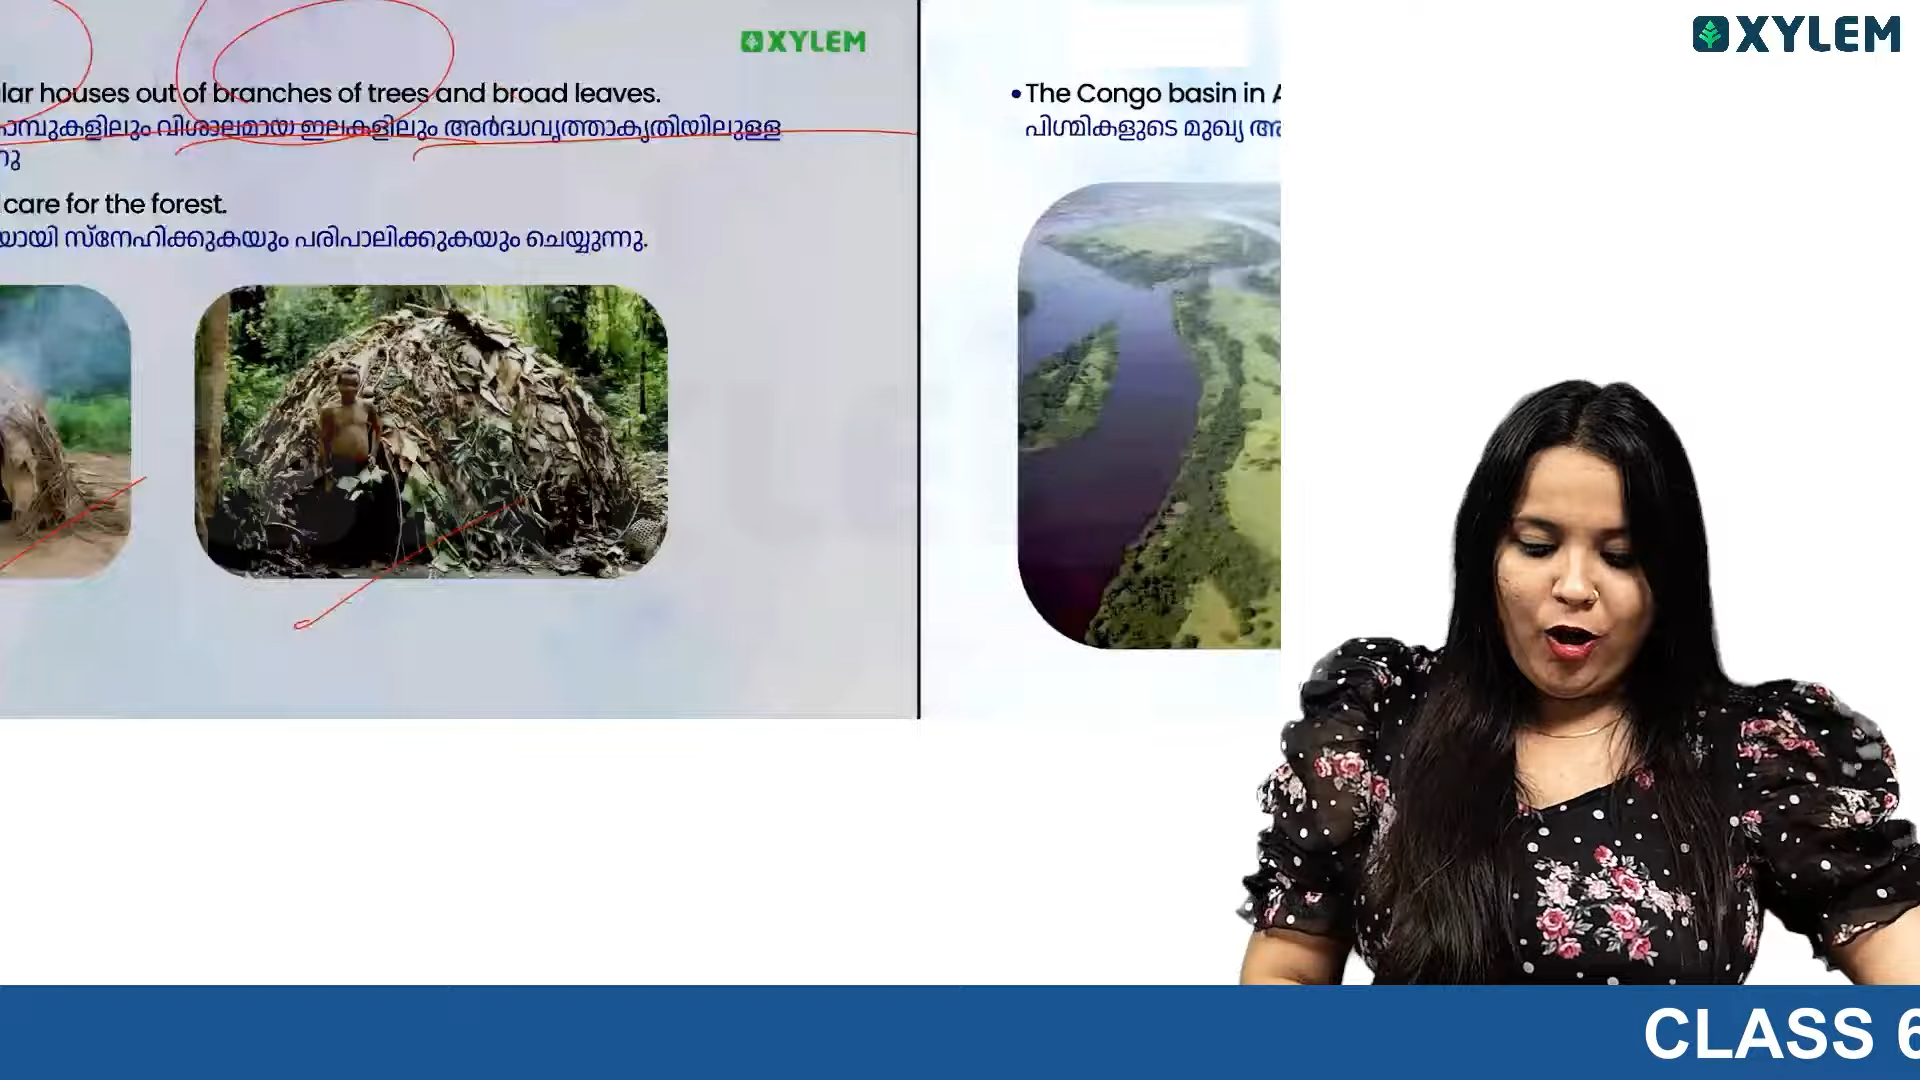 XYLEM
lar houses out of branches of trees and broad leaves.
വിശാലമായ ഇലകളിലും അർദ്ധവൃത്താകൃതിയിലുള്ള
care for the forest.
സ്നേഹിക്കുകയും പരിപാലിക്കുകയും ചെയ്യുന്നു.
The Congo basin in
പിഗ്മികളുടെ മുഖ്യ
XYLEM
CLASS 6